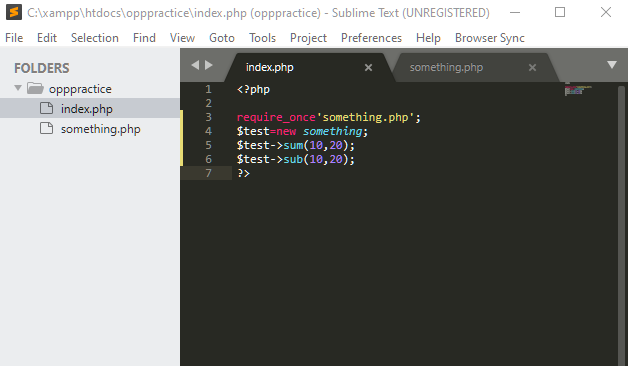 C:\xampp\htdocs\opppractice\index.php (opppractice) - Sublime Text (UNREGISTERED)
File Edit Selection Find View Goto Tools Project Preferences Help Browser Sync
FOLDERS
opppractice
index.php
something.php
index.php something.php
1 <?php
2
3 require_once'something.php';
4 $test=new something;
5 $test->sum(10,20);
6 $test->sub(10,20);
7 ?>